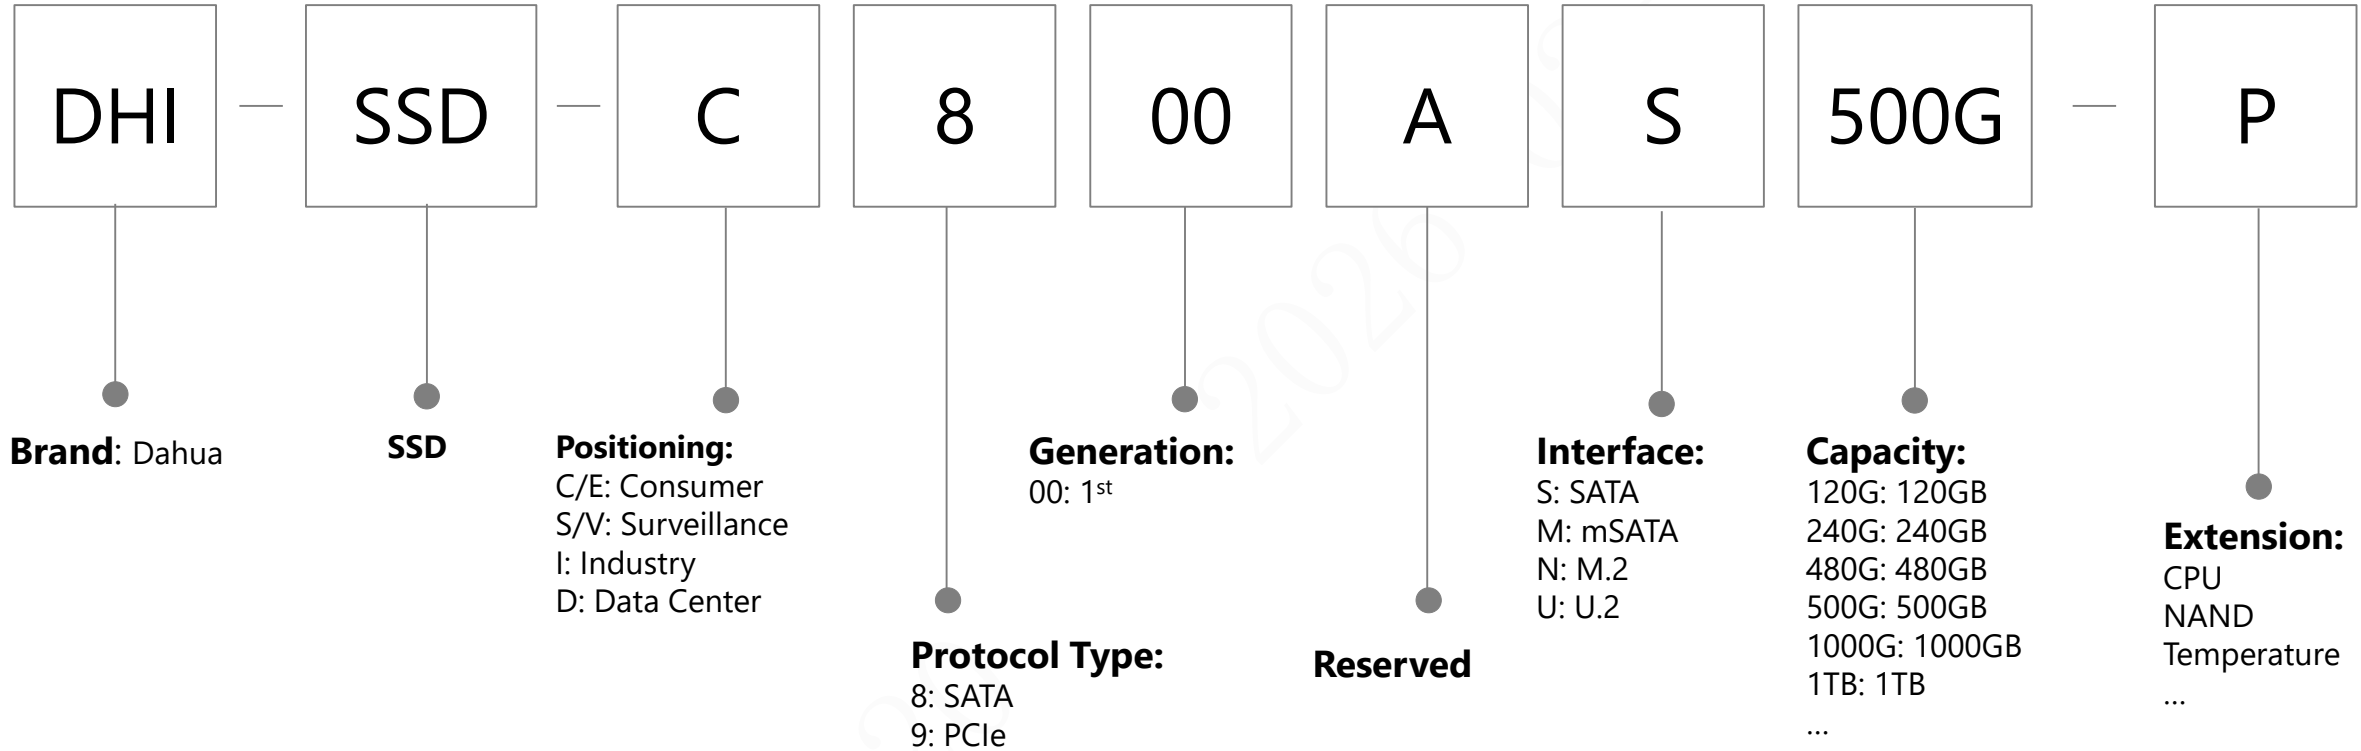 DHI — SSD — C 8 00 A S 500G — P
Brand: Dahua
SSD
Positioning:
C/E: Consumer
S/V: Surveillance
I: Industry
D: Data Center
Protocol Type:
8: SATA
9: PCIe
Generation:
00: 1st
Reserved
Interface:
S: SATA
M: mSATA
N: M.2
U: U.2
Capacity:
120G: 120GB
240G: 240GB
480G: 480GB
500G: 500GB
1000G: 1000GB
1TB: 1TB
...
Extension:
CPU
NAND
Temperature
...
2026